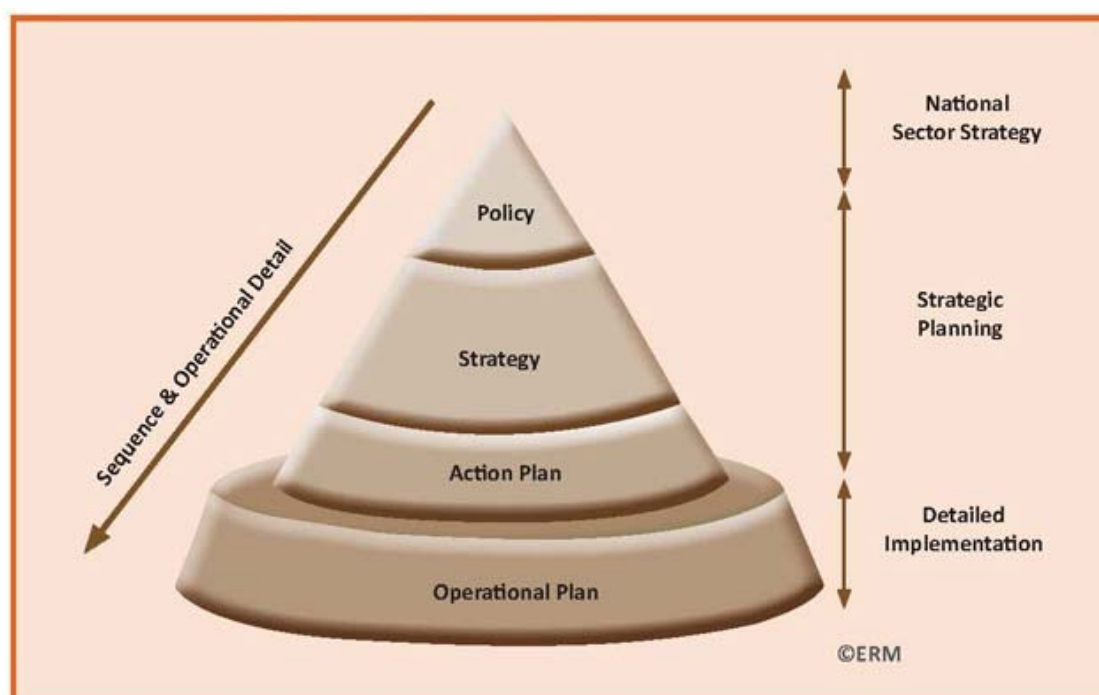 National
Sector Strategy
Policy
Sequence & Operational Detail
Strategic
Planning
Strategy
Action Plan
Detailed
Implementation
Operational Plan
©ERM